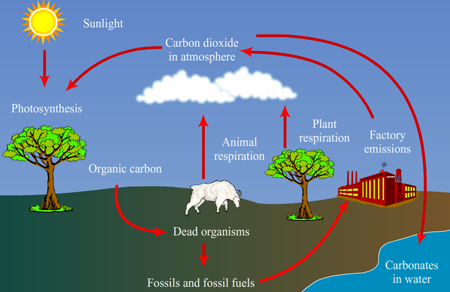 Sunlight
Carbon dioxide
in atmosphere
Photosynthesis
Plant
respiration
Factory
emissions
Animal
respiration
Organic carbon
Dead organisms
Carbonates
in water
Fossils and fossil fuels